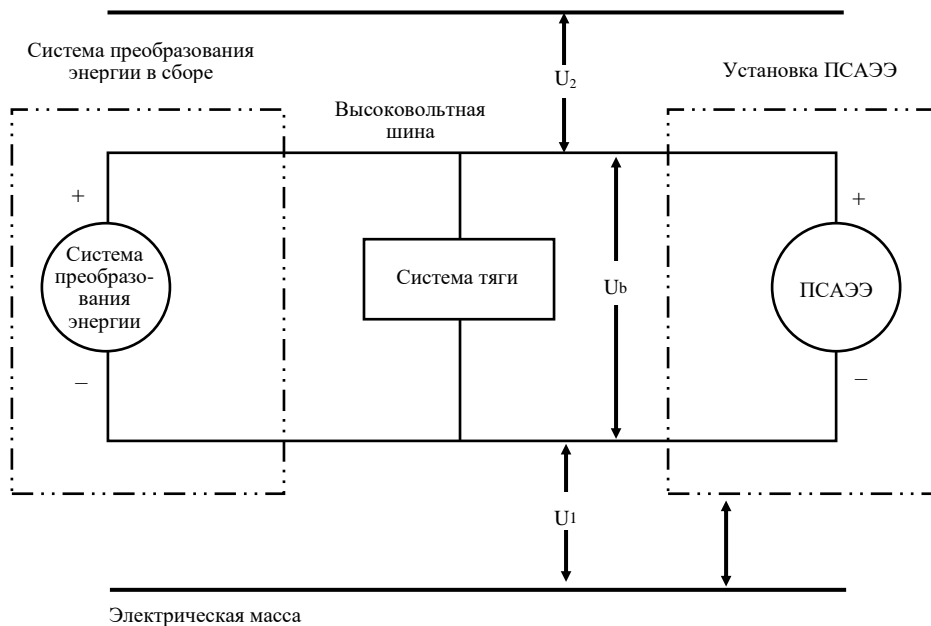 Система преобразования
энергии в сборе
U2
Установка ПСАЭЭ
Высоковольтная
шина
+
+
Система
преобразо-
вания
энергии
Система тяги
Ub
ПСАЭЭ
–
–
U1
Электрическая масса